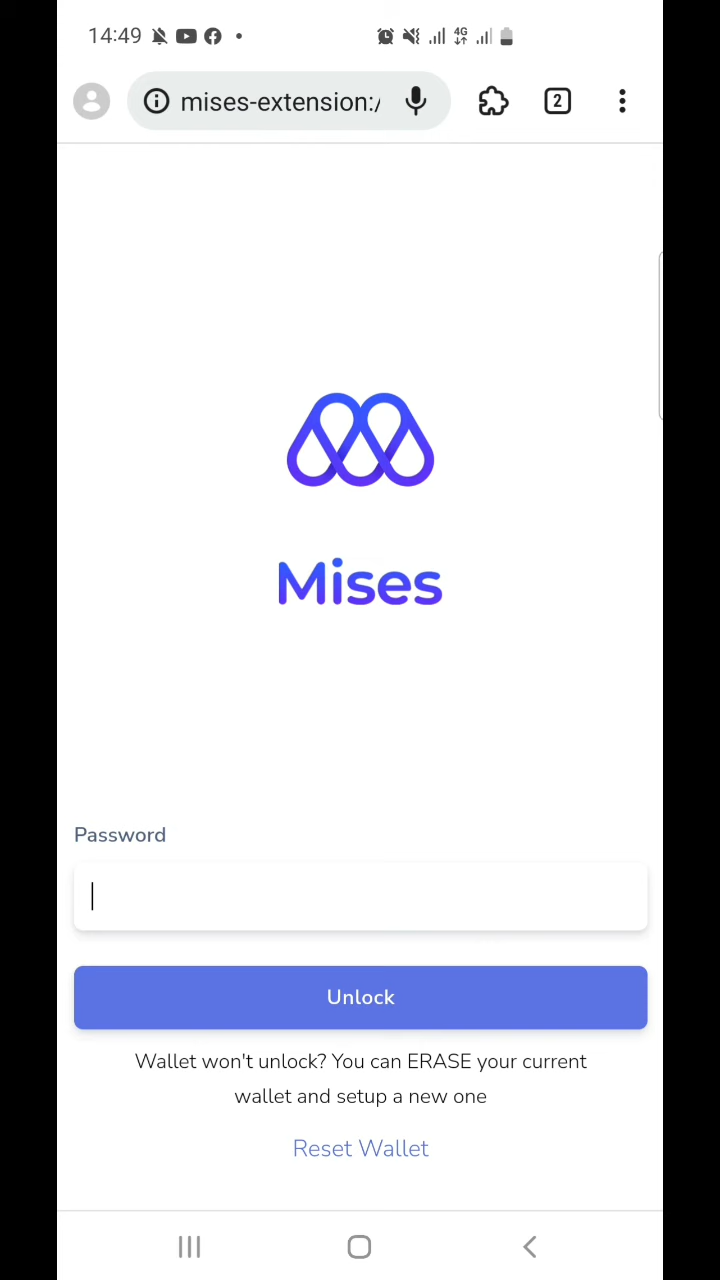 14:49
4G
mises-extension:/
2
Mises
Password
Unlock
Wallet won't unlock? You can ERASE your current
wallet and setup a new one
Reset Wallet